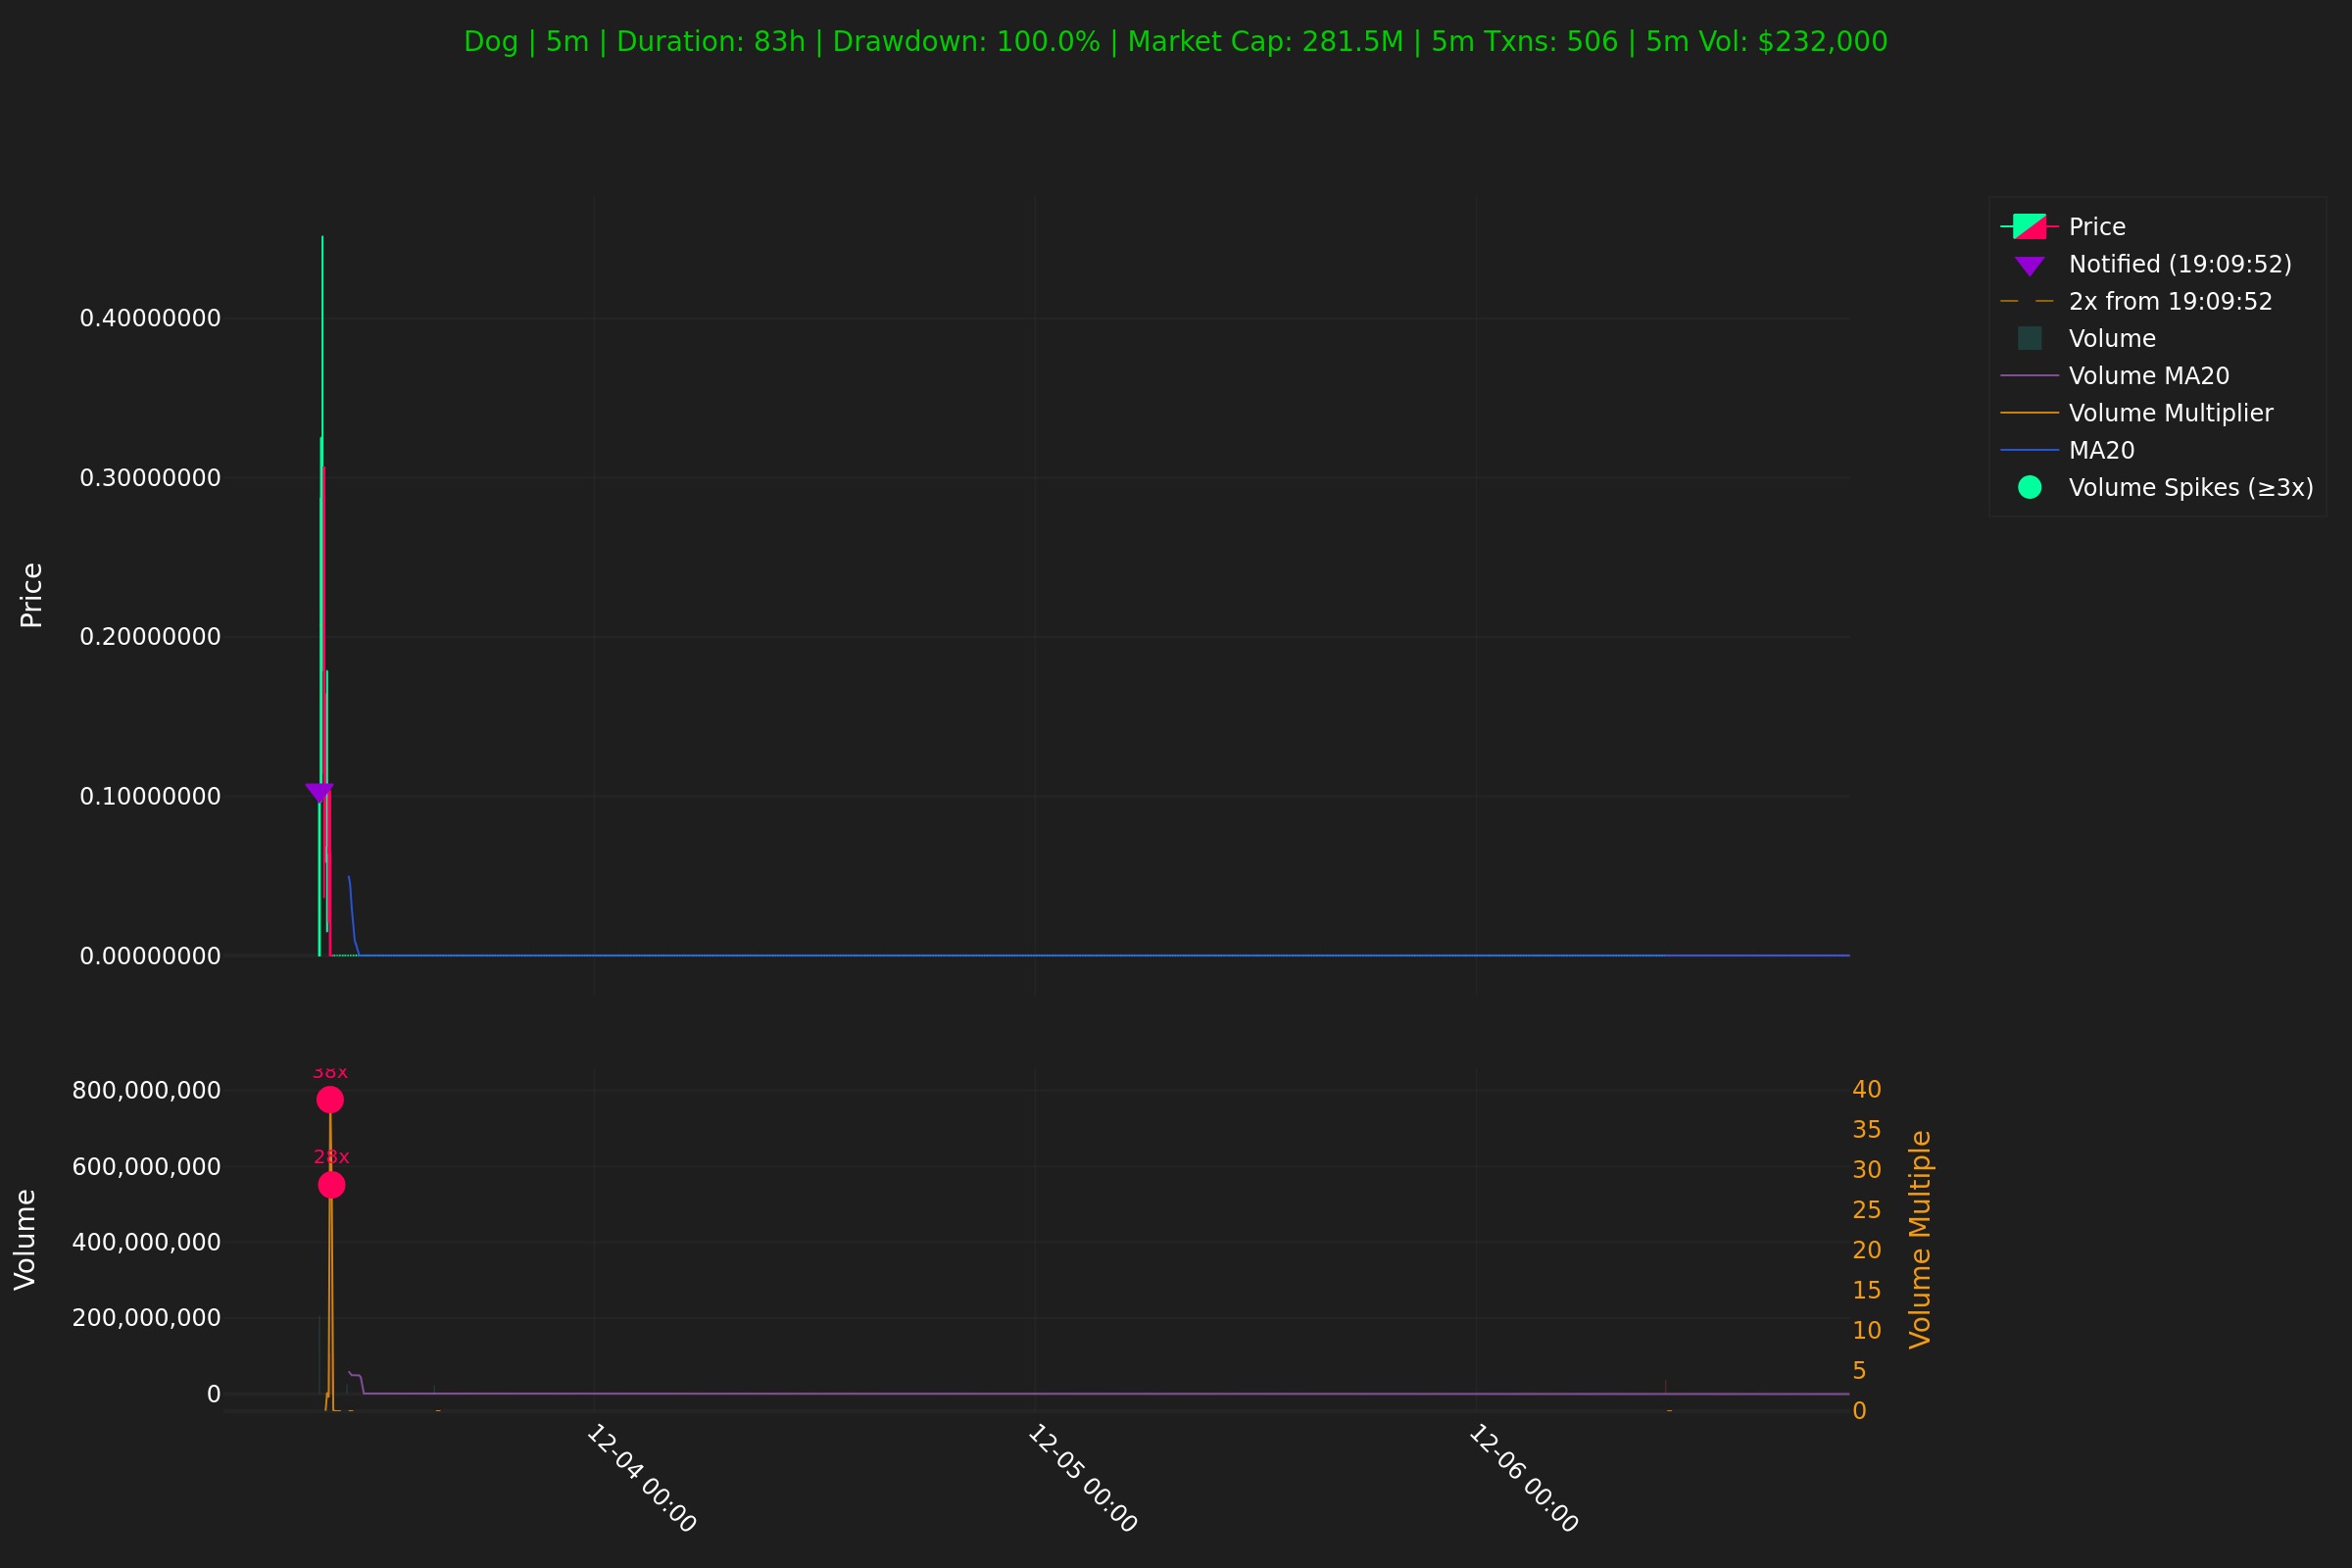 Dog | 5m | Duration: 83h | Drawdown: 100.0% | Market Cap: 281.5M | 5m Txns: 506 | 5m Vol: $232,000
Price
Notified (19:09:52)
2x from 19:09:52
Volume
Volume MA20
Volume Multiplier
MA20
Volume Spikes (≥3x)
Price
0.40000000
0.30000000
0.20000000
0.10000000
0.00000000
Volume
800,000,000
600,000,000
400,000,000
200,000,000
0
38x
28x
40
35
30
25
20
15
10
5
0
Volume Multiple
12-04 00:00
12-05 00:00
12-06 00:00